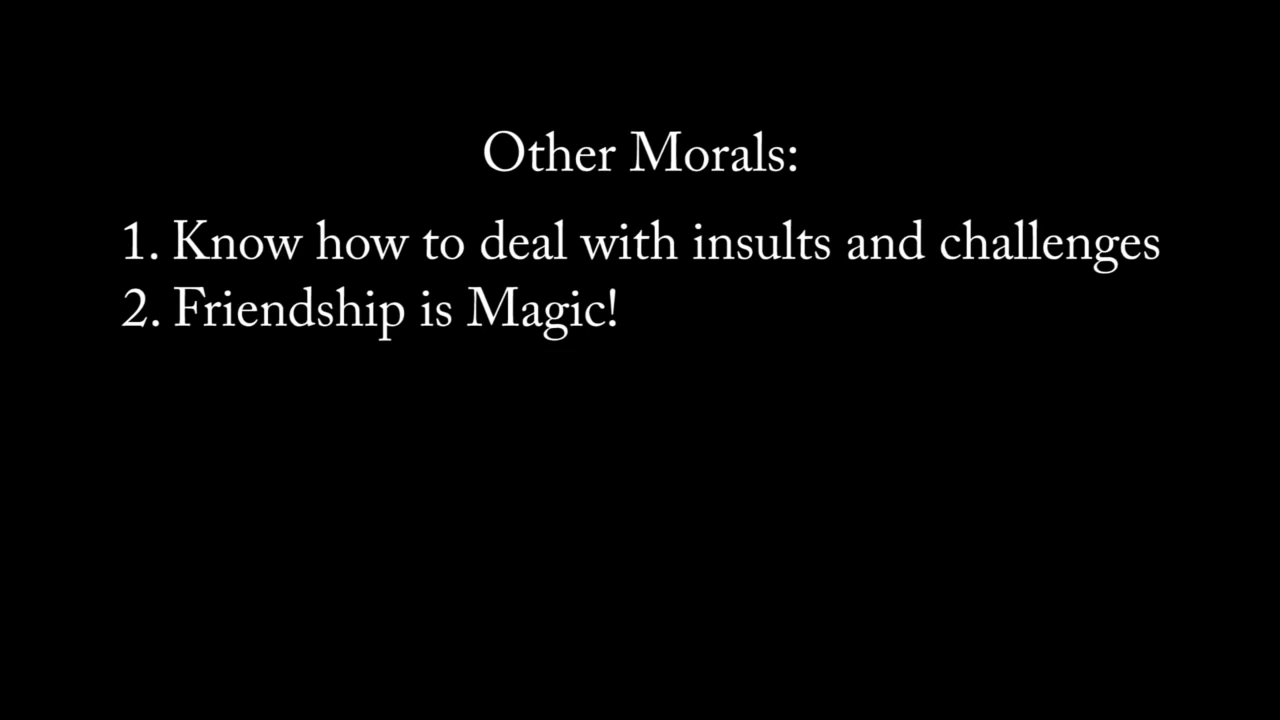 Other Morals:
1. Know how to deal with insults and challenges
2. Friendship is Magic!